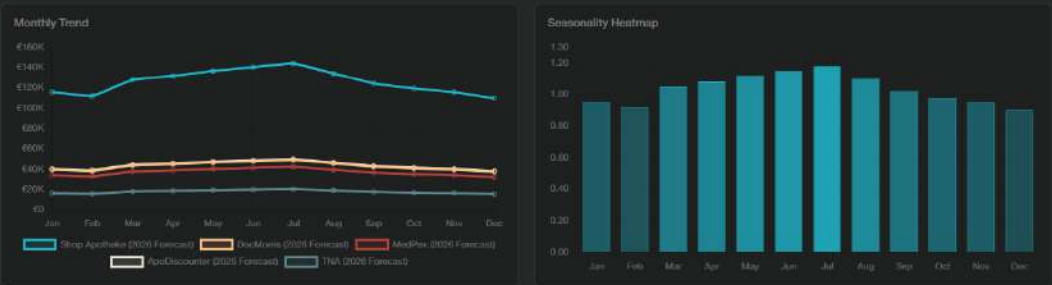 Monthly Trend
€160K
€140K
€120K
€100K
€80K
€60K
€40K
€20K
€0
Jan Feb Mar Apr May Jun Jul Aug Sep Oct Nov Dec
Shop Apotheke (2026 Forecast) DocMorris (2026 Forecast) MedPex (2026 Forecast)
ApoDiscounter (2026 Forecast) TNA (2026 Forecast)
Seasonality Heatmap
1.30
1.20
1.00
0.80
0.60
0.40
0.20
0.00
Jan Feb Mar Apr May Jun Jul Aug Sep Oct Nov Dec